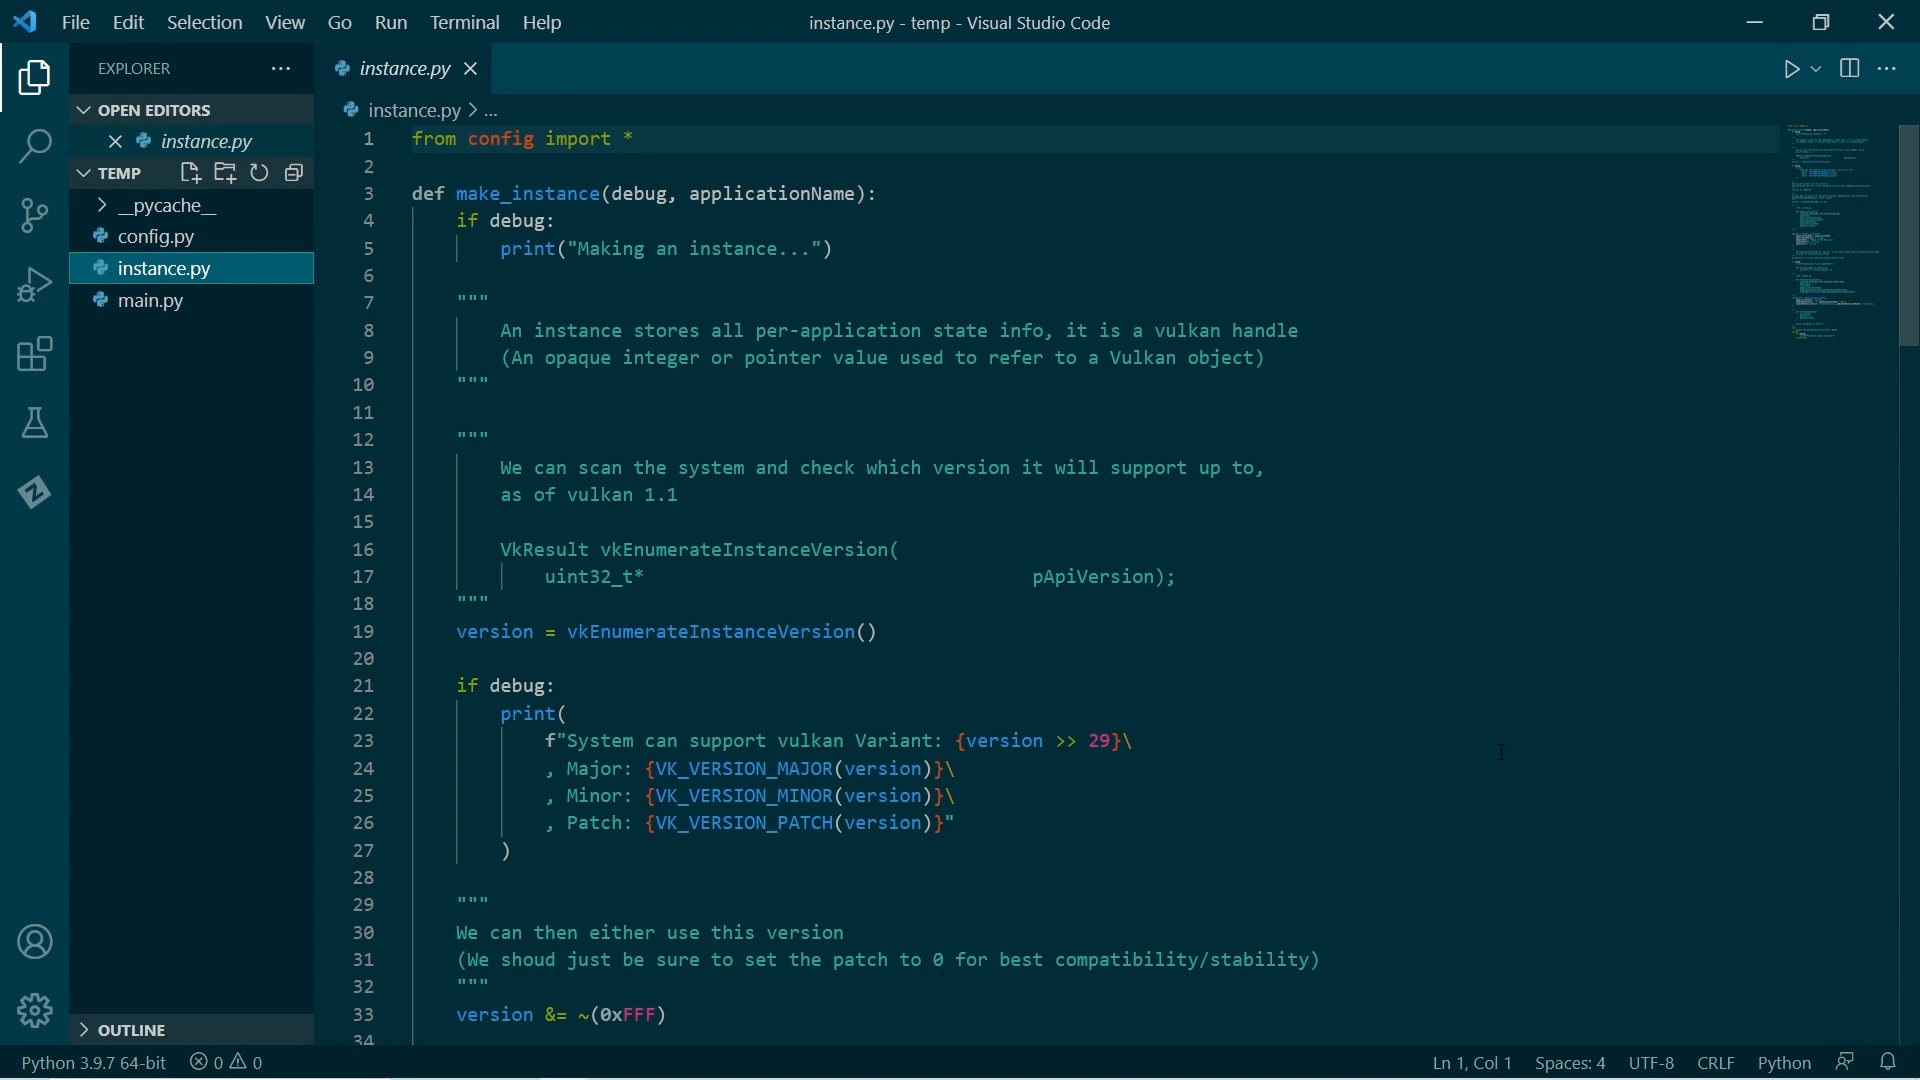 File Edit Selection View Go Run Terminal Help
instance.py - temp - Visual Studio Code
EXPLORER
OPEN EDITORS
instance.py
TEMP
__pycache__
config.py
instance.py
main.py
OUTLINE
instance.py
instance.py > ...
1 from config import *
2
3 def make_instance(debug, applicationName):
4 if debug:
5 print("Making an instance...")
6
7 """
8 An instance stores all per-application state info, it is a vulkan handle
9 (An opaque integer or pointer value used to refer to a Vulkan object)
10 """
11
12 """
13 We can scan the system and check which version it will support up to,
14 as of vulkan 1.1
15
16 VkResult vkEnumerateInstanceVersion(
17 uint32_t* pApiVersion);
18 """
19 version = vkEnumerateInstanceVersion()
20
21 if debug:
22 print(
23 f"System can support vulkan Variant: {version >> 29}\
24 , Major: {VK_VERSION_MAJOR(version)}\
25 , Minor: {VK_VERSION_MINOR(version)}\
26 , Patch: {VK_VERSION_PATCH(version)}"
27 )
28
29 """
30 We can then either use this version
31 (We shoud just be sure to set the patch to 0 for best compatibility/stability)
32 """
33 version &= ~(0xFFF)
34
Python 3.9.7 64-bit 0 0
Ln 1, Col 1 Spaces: 4 UTF-8 CRLF Python